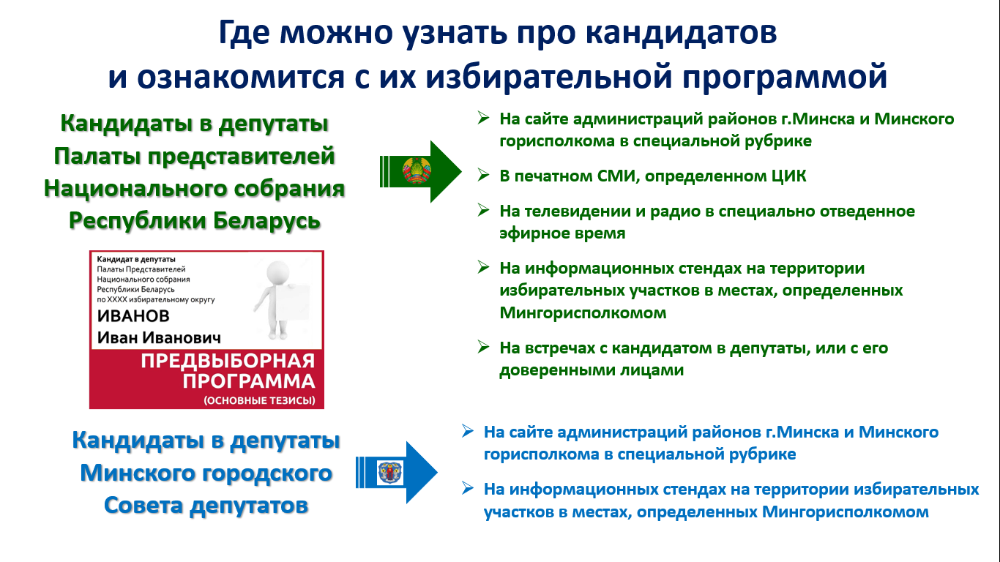 Где можно узнать про кандидатов
и ознакомится с их избирательной программой
Кандидаты в депутаты
Палаты представителей
Национального собрания
Республики Беларусь
➢ На сайте администраций районов г.Минска и Минского
горисполкома в специальной рубрике
➢ В печатном СМИ, определенном ЦИК
➢ На телевидении и радио в специально отведенное
эфирное время
➢ На информационных стендах на территории
избирательных участков в местах, определенных
Мингорисполкомом
➢ На встречах с кандидатом в депутаты, или с его
доверенными лицами
Кандидат в депутаты
Палаты Представителей
Национального собрания
Республики Беларусь
по ХХХХ избирательному округу
ИВАНОВ
Иван Иванович
ПРЕДВЫБОРНАЯ
ПРОГРАММА
(ОСНОВНЫЕ ТЕЗИСЫ)
Кандидаты в депутаты
Минского городского
Совета депутатов
➢ На сайте администраций районов г.Минска и Минского
горисполкома в специальной рубрике
➢ На информационных стендах на территории избирательных
участков в местах, определенных Мингорисполкомом